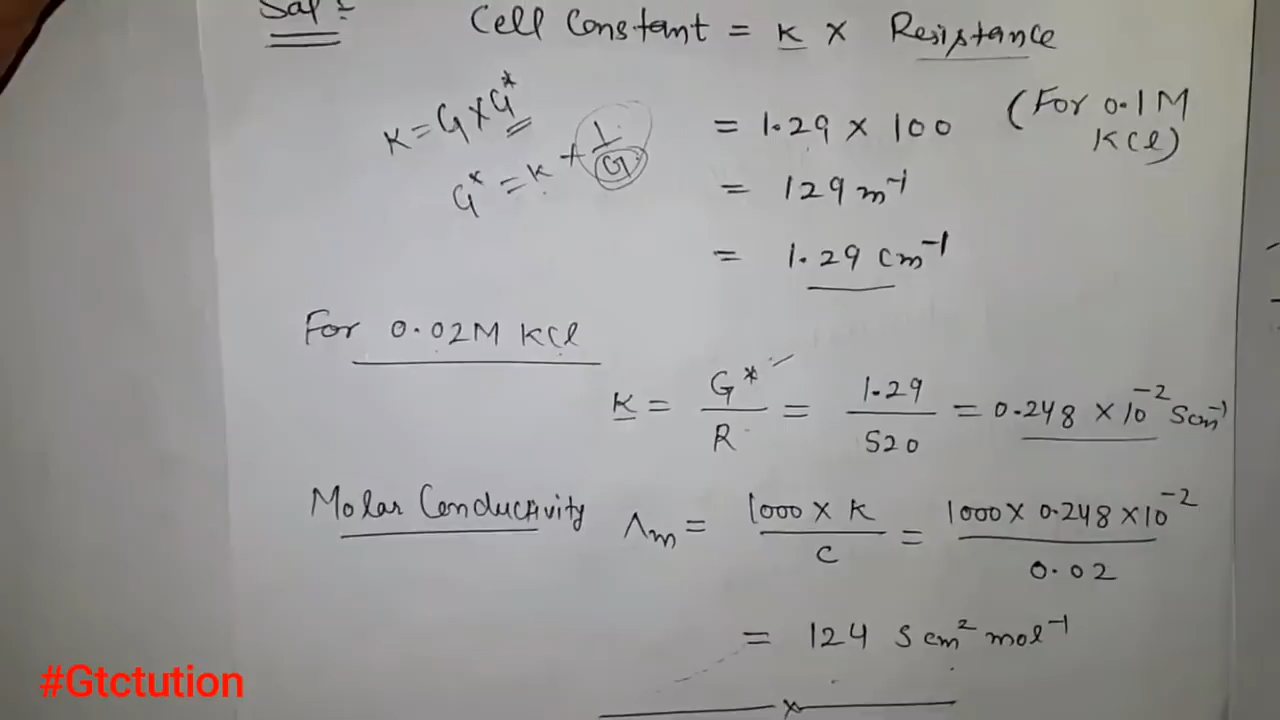 Sol :
Cell Constant = κ × Resistance
κ = G × G*
G* = κ × 1/G
= 1.29 × 100 (For 0.1 M KCl)
= 129 m⁻¹
= 1.29 cm⁻¹
For 0.02M KCl
κ = G*/R = 1.29/520 = 0.248 × 10⁻² S cm⁻¹
Molar Conductivity Λm = 1000 × κ / c = 1000 × 0.248 × 10⁻² / 0.02
= 124 S cm² mol⁻¹
#Gtctution